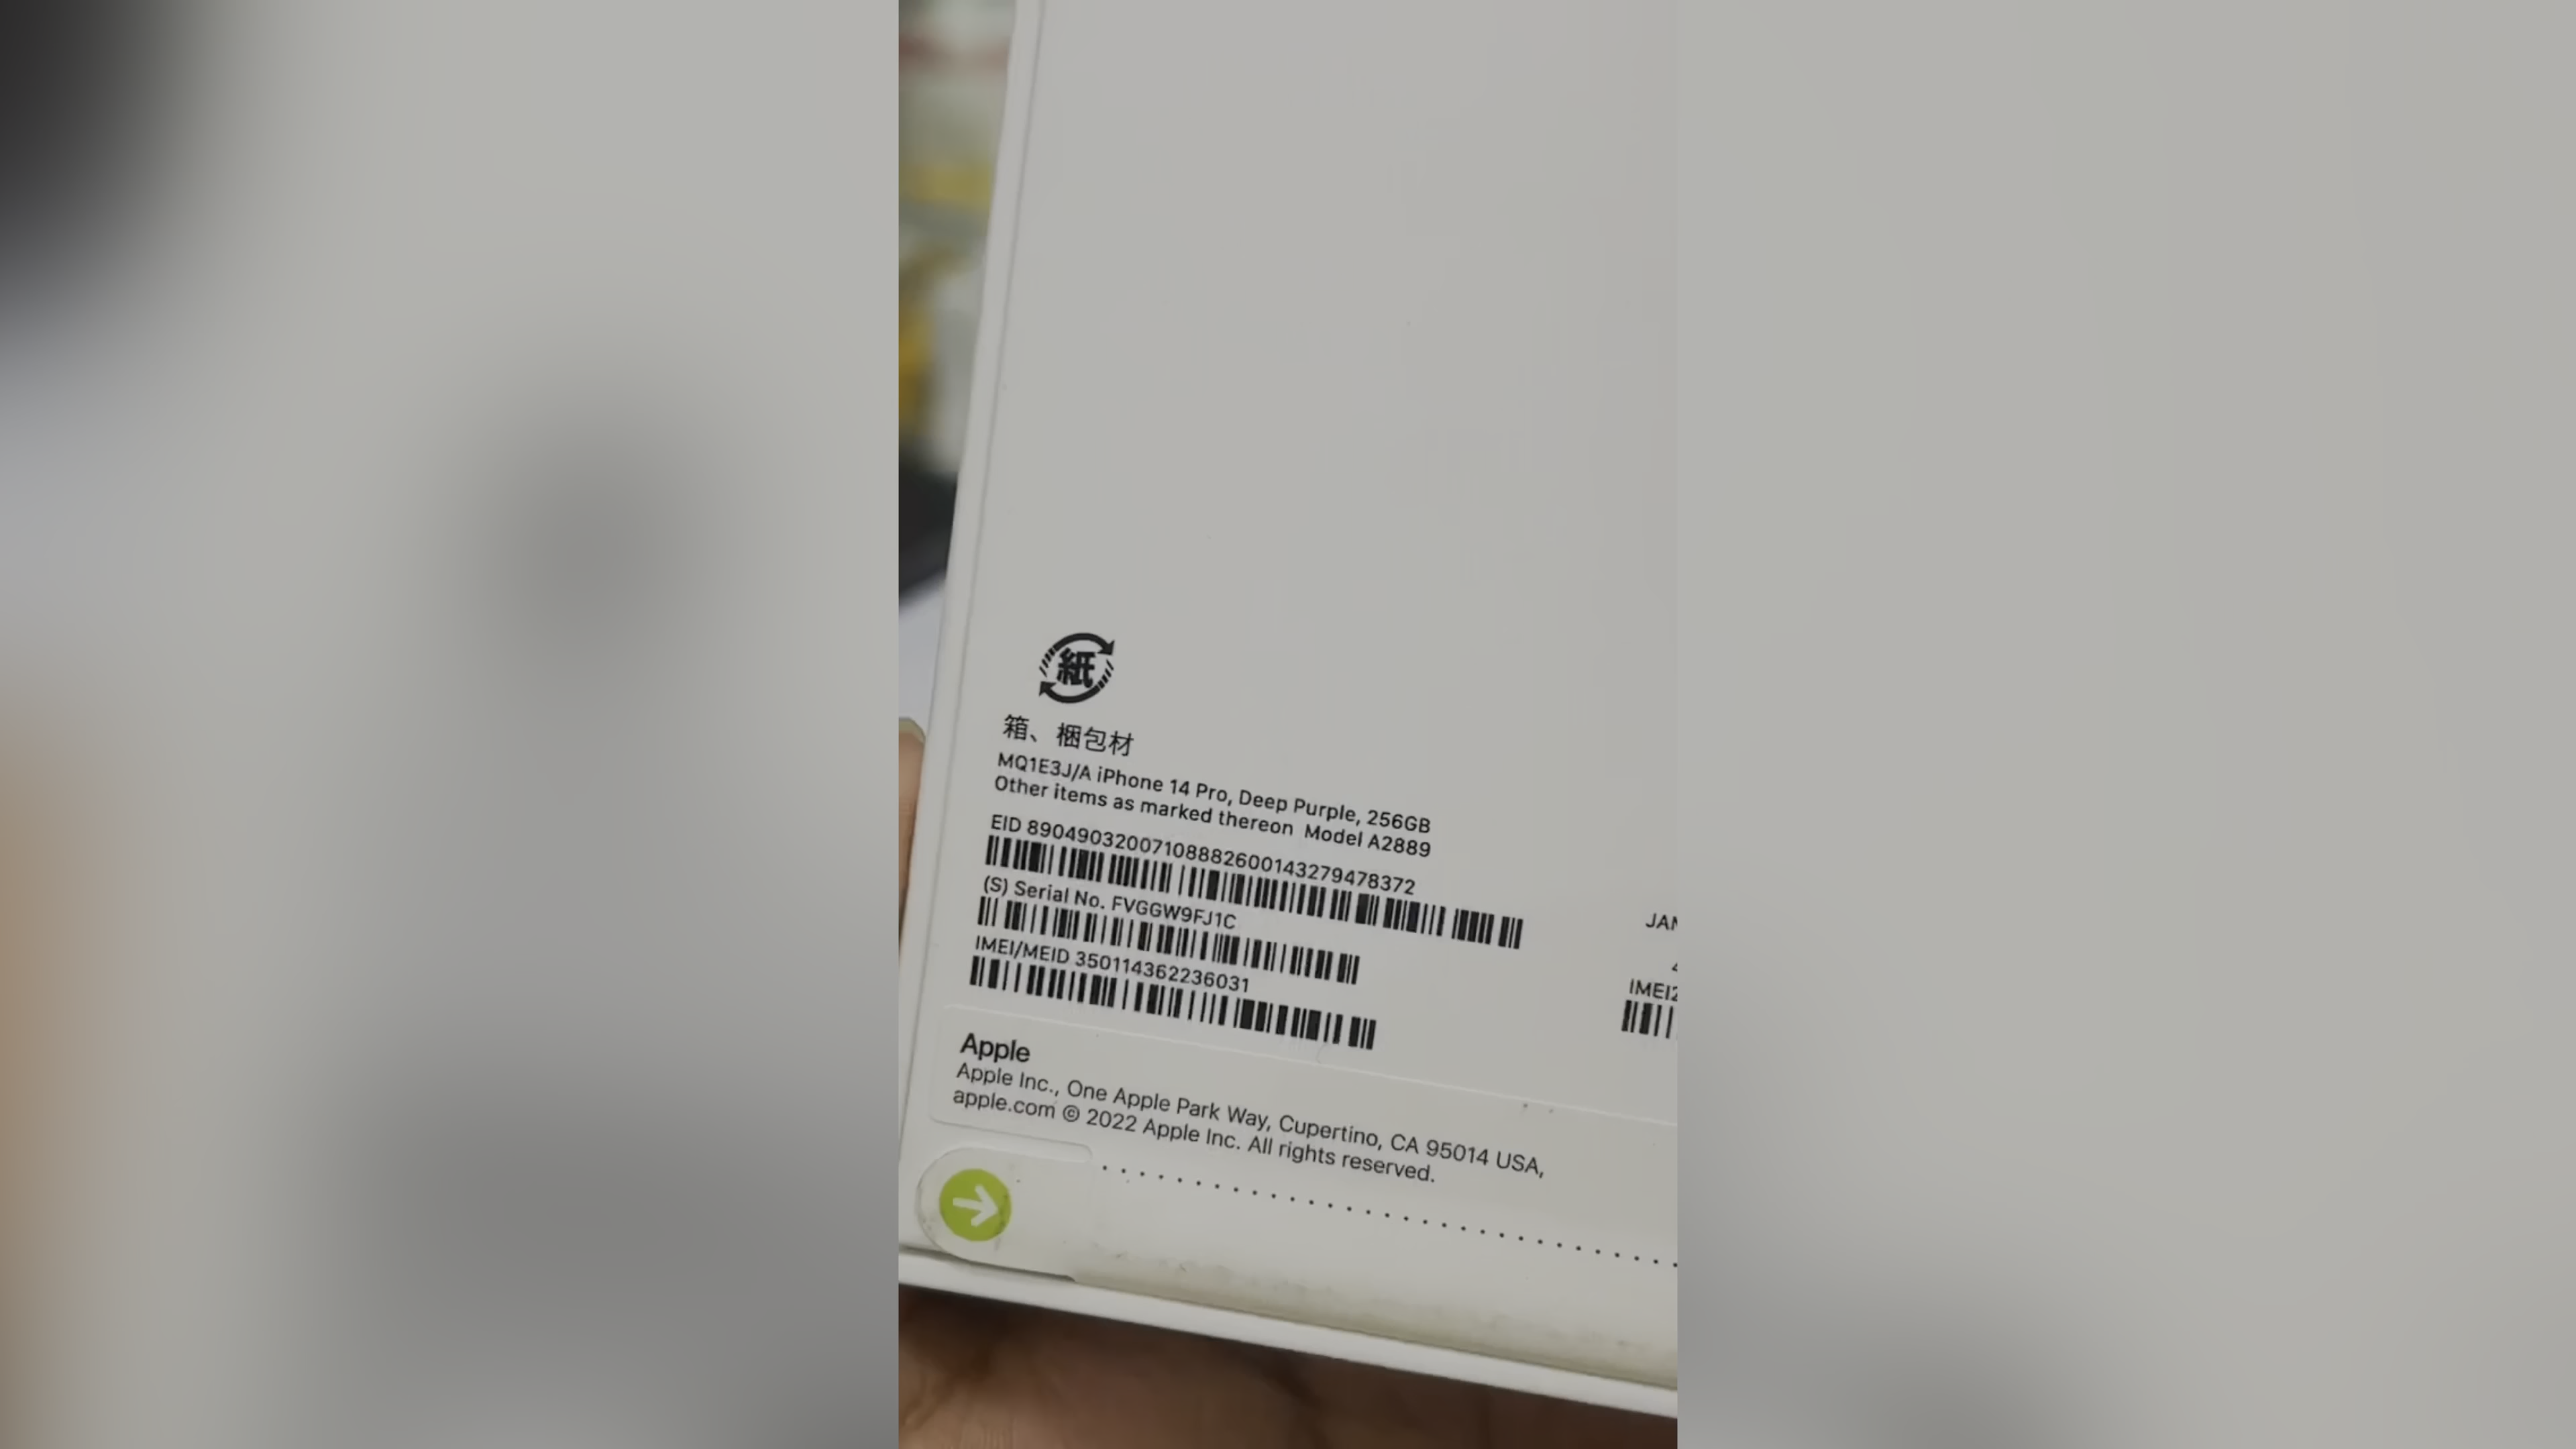 紙
箱、梱包材
MQ1E3J/A iPhone 14 Pro, Deep Purple, 256GB
Other items as marked thereon Model A2889
EID 89049032007108882600143279478372
(S) Serial No. FVGGW9FJ1C
IMEI/MEID 350114362236031
JAN
IMEI2
Apple
Apple Inc., One Apple Park Way, Cupertino, CA 95014 USA,
apple.com © 2022 Apple Inc. All rights reserved.